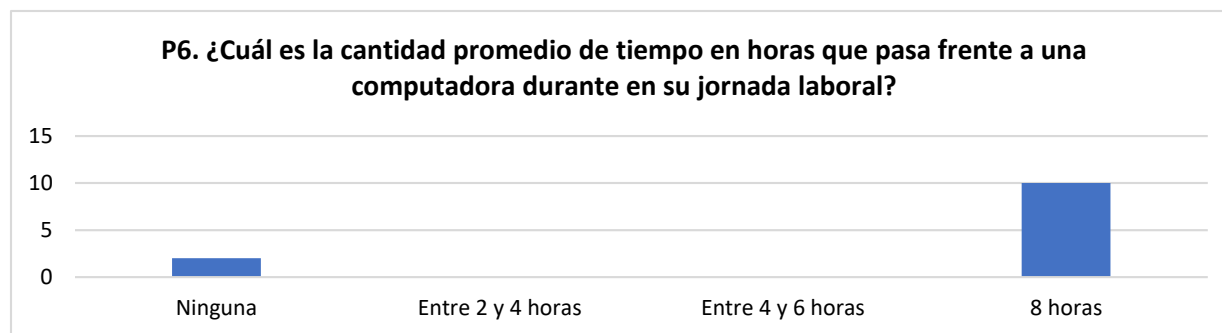 P6. ¿Cuál es la cantidad promedio de tiempo en horas que pasa frente a una
computadora durante en su jornada laboral?
15
10
5
0
Ninguna
Entre 2 y 4 horas
Entre 4 y 6 horas
8 horas